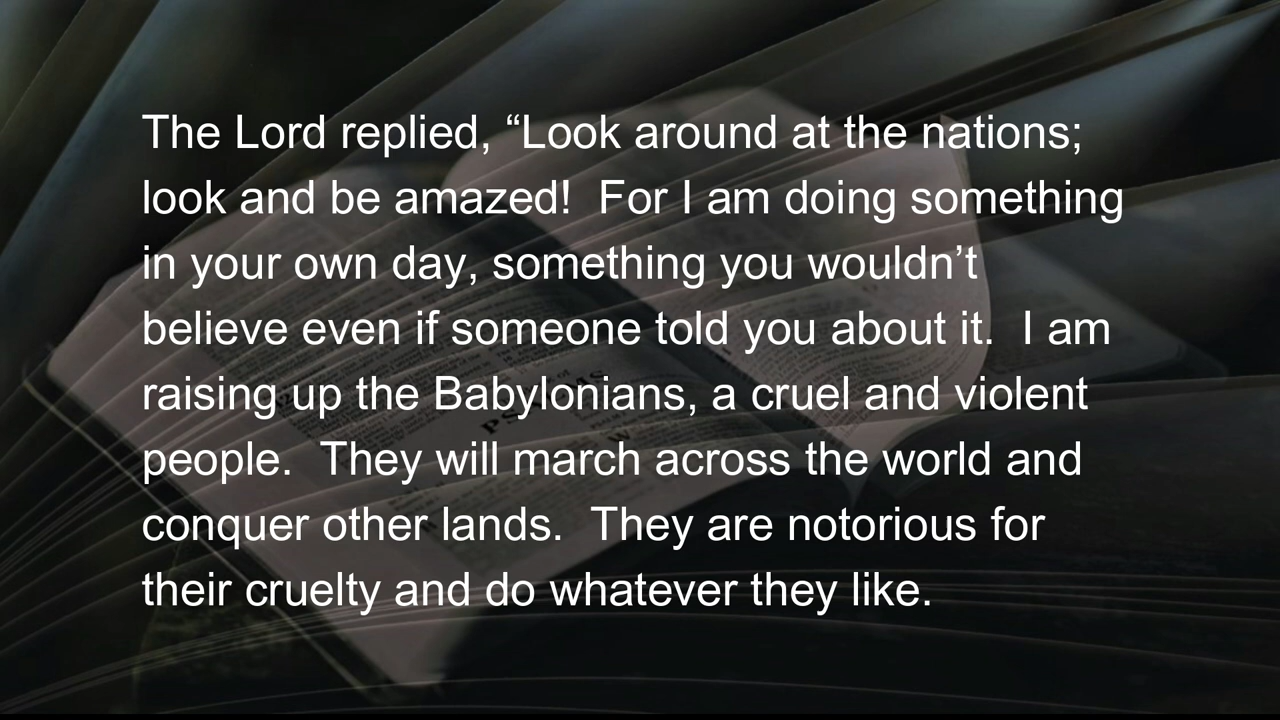 The Lord replied, “Look around at the nations;
look and be amazed!  For I am doing something
in your own day, something you wouldn’t
believe even if someone told you about it.  I am
raising up the Babylonians, a cruel and violent
people.  They will march across the world and
conquer other lands.  They are notorious for
their cruelty and do whatever they like.